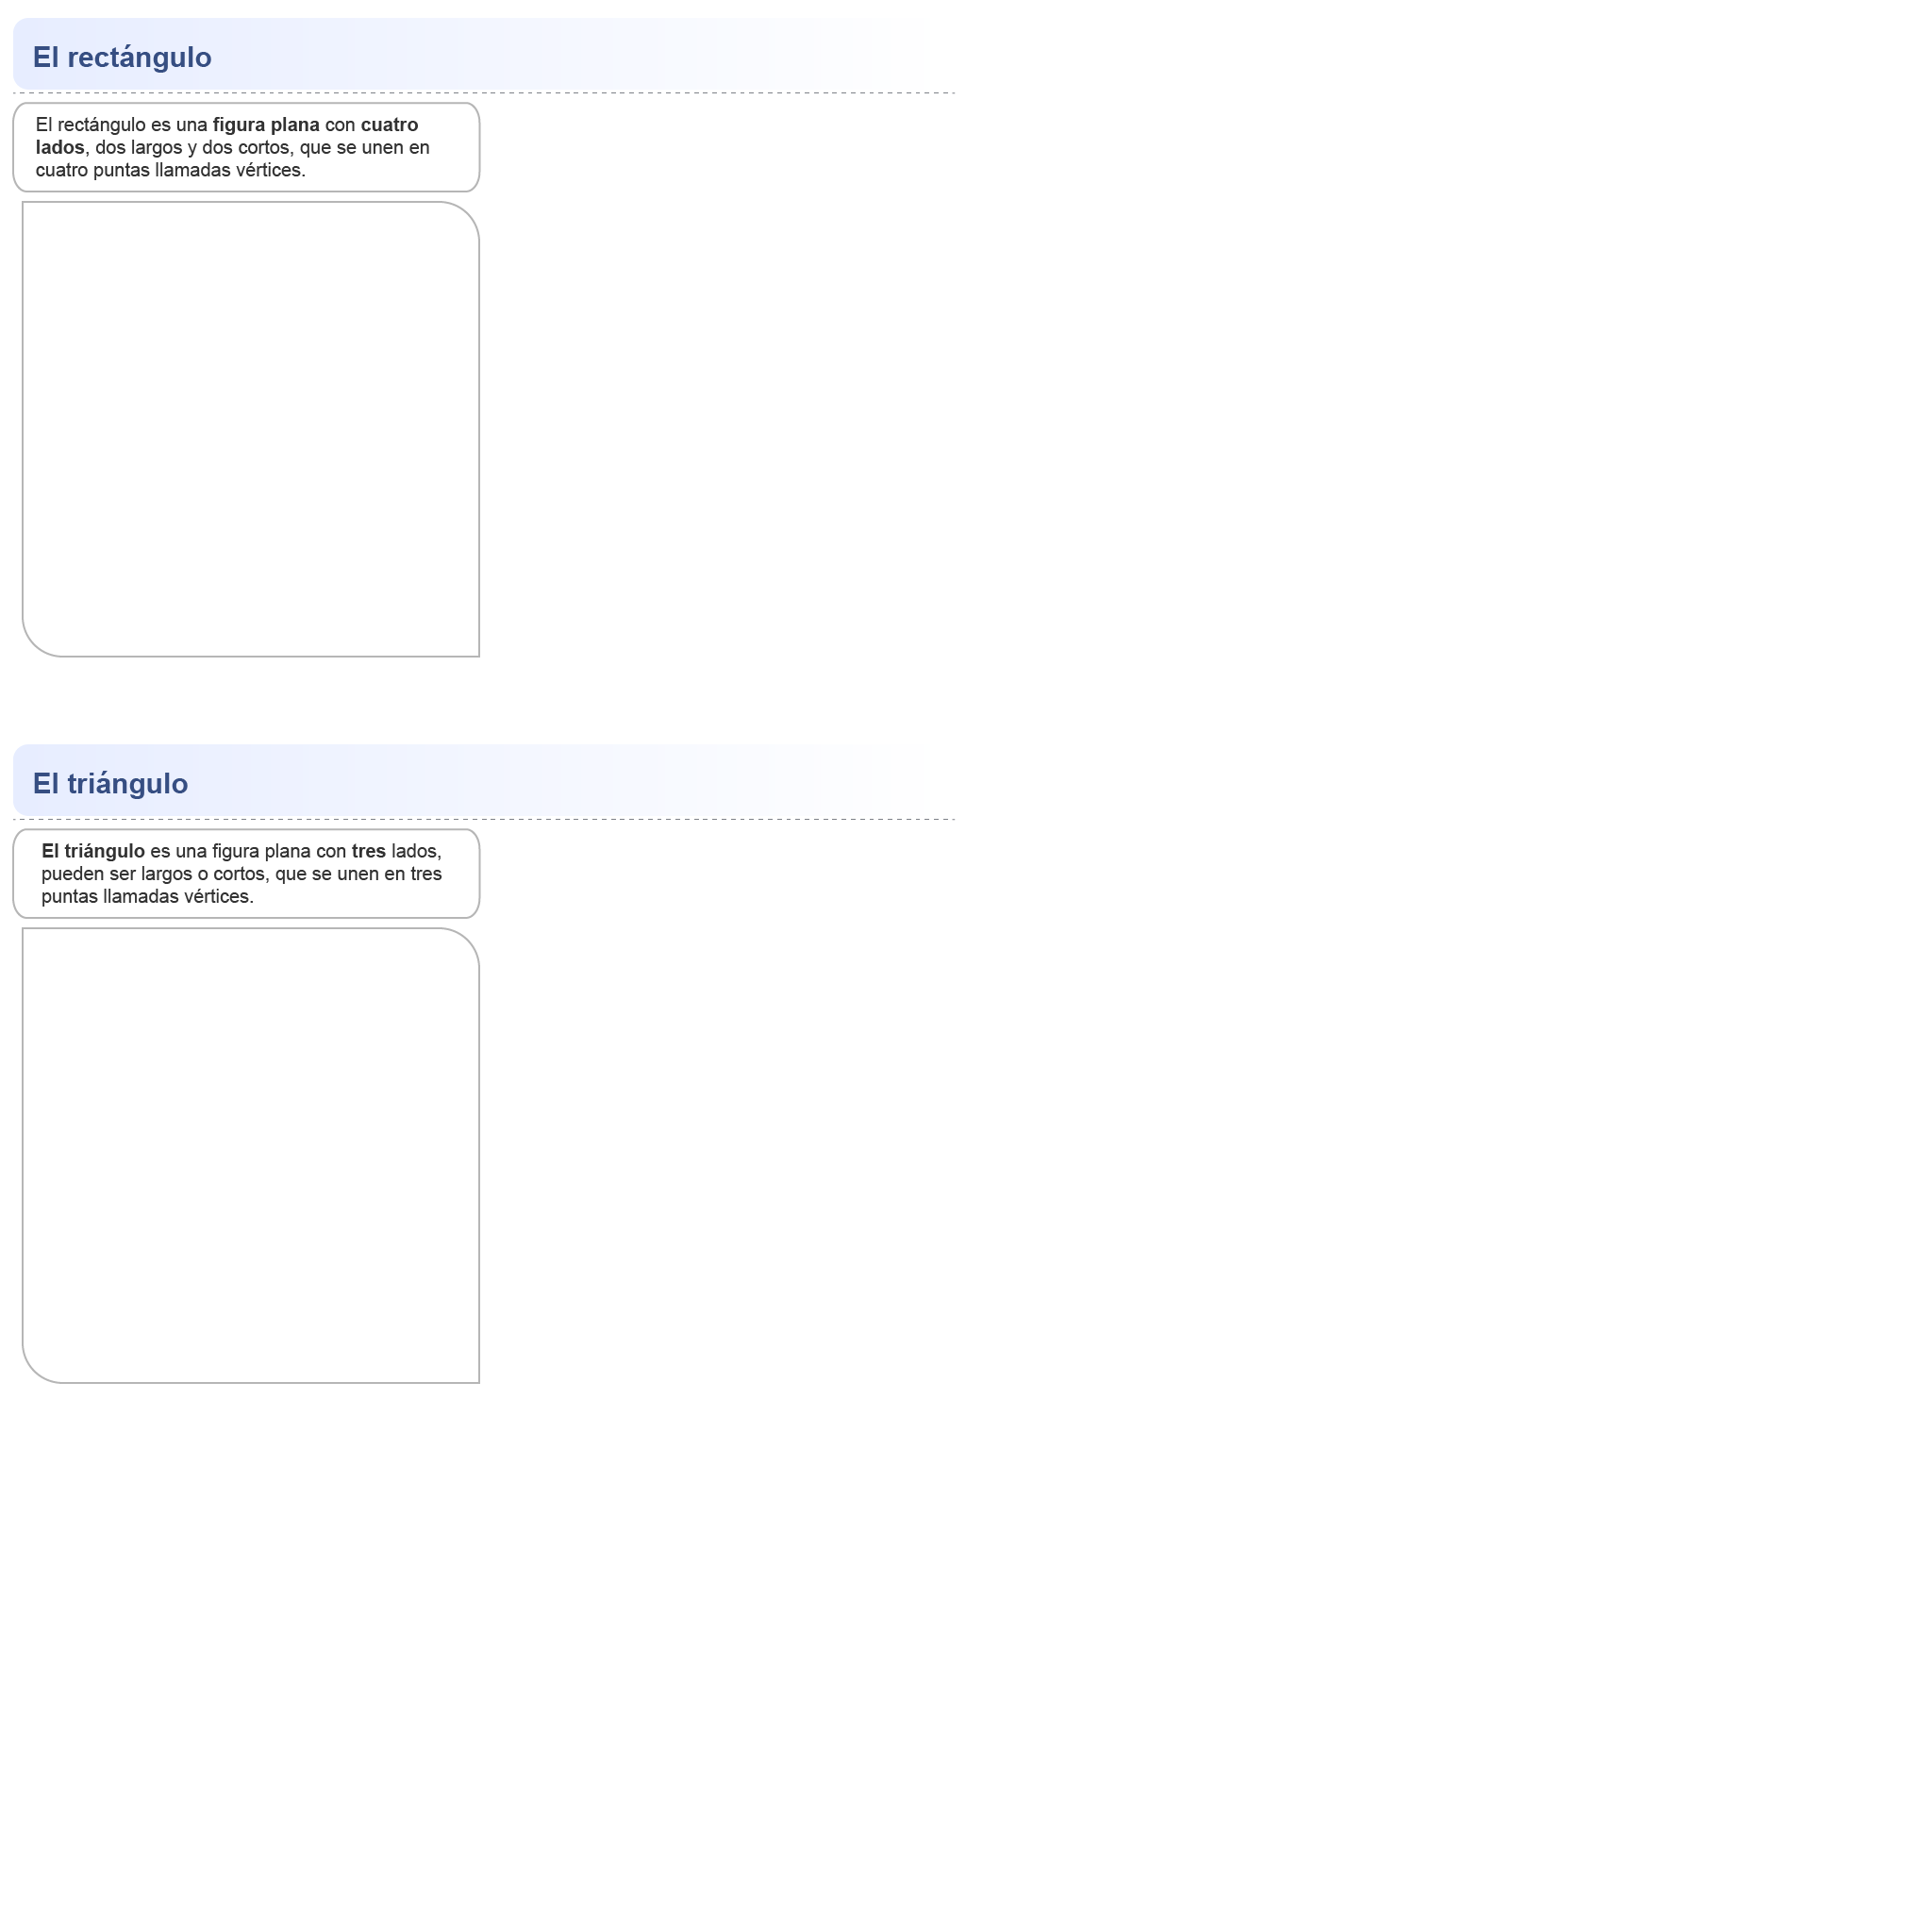 El rectángulo
El rectángulo es una figura plana con cuatro
lados, dos largos y dos cortos, que se unen en
cuatro puntas llamadas vértices.
El triángulo
El triángulo es una figura plana con tres lados,
pueden ser largos o cortos, que se unen en tres
puntas llamadas vértices.